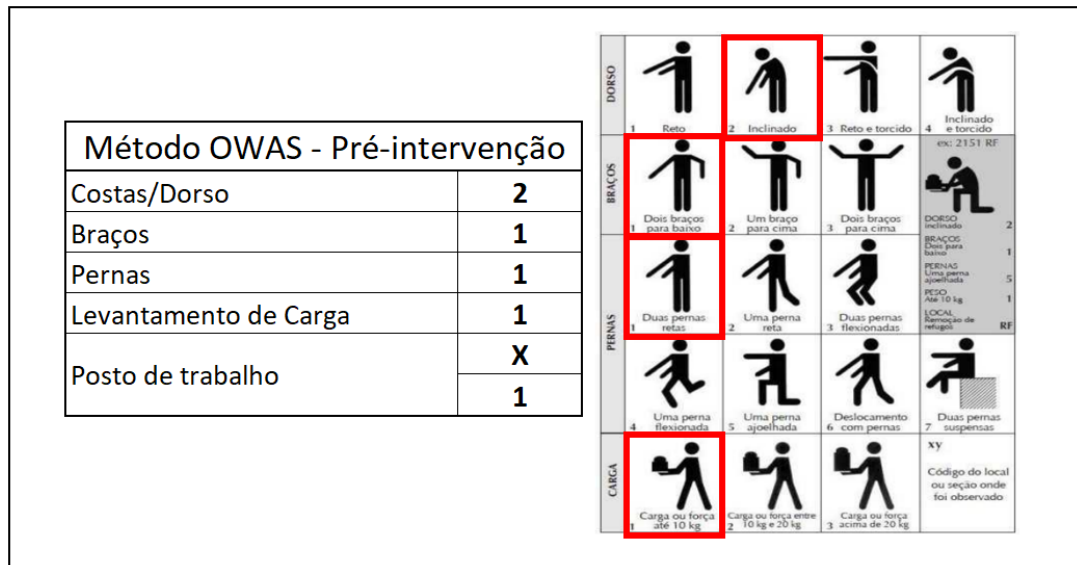 Método OWAS - Pré-intervenção
Costas/Dorso 2
Braços 1
Pernas 1
Levantamento de Carga 1
Posto de trabalho X
1
DORSO
1 Reto
2 Inclinado
3 Reto e torcido
4 Inclinado
e torcido
BRAÇOS
1 Dois braços
para baixo
2 Um braço
para cima
3 Dois braços
para cima
ex: 2151 RF
DORSO
inclinado 2
BRAÇOS
Dois para
baixo 1
PERNAS
Uma perna
ajoelhada 5
PESO
Até 10 kg 1
LOCAL
Remoção de
refugos RF
PERNAS
1 Duas pernas
retas
2 Uma perna
reta
3 Duas pernas
flexionadas
4 Uma perna
flexionada
5 Uma perna
ajoelhada
6 Deslocamento
com pernas
7 Duas pernas
suspensas
CARGA
1 Carga ou força
até 10 kg
2 Carga ou força entre
10 kg e 20 kg
3 Carga ou força
acima de 20 kg
xy
Código do local
ou seção onde
foi observado